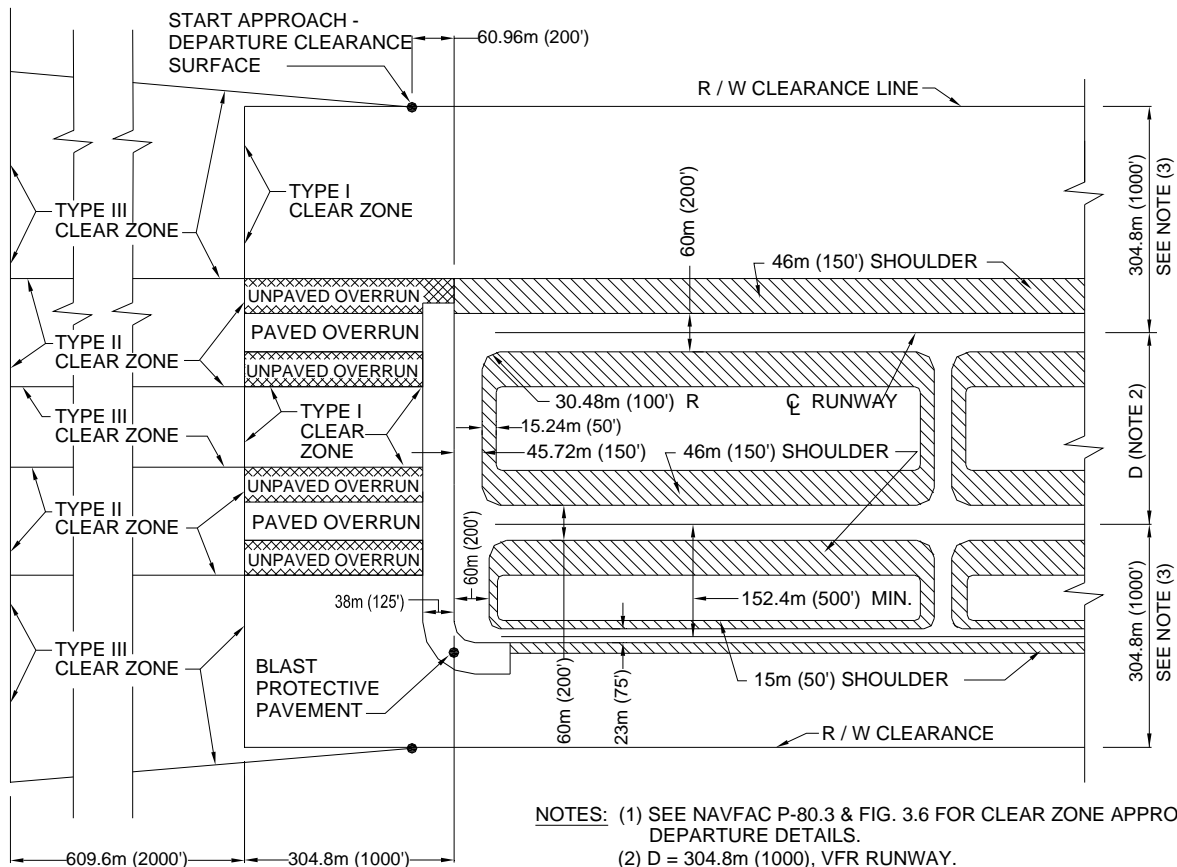 START APPROACH -
DEPARTURE CLEARANCE
SURFACE
60.96m (200')
R / W CLEARANCE LINE
TYPE I
CLEAR ZONE
TYPE III
CLEAR ZONE
60m (200')
304.8m (1000')
SEE NOTE (3)
46m (150') SHOULDER
UNPAVED OVERRUN
PAVED OVERRUN
UNPAVED OVERRUN
TYPE II
CLEAR ZONE
TYPE III
CLEAR ZONE
TYPE I
CLEAR
ZONE
30.48m (100') R
℄ RUNWAY
15.24m (50')
45.72m (150')
46m (150') SHOULDER
D (NOTE 2)
UNPAVED OVERRUN
PAVED OVERRUN
UNPAVED OVERRUN
TYPE II
CLEAR ZONE
60m (200')
38m (125')
152.4m (500') MIN.
304.8m (1000')
SEE NOTE (3)
TYPE III
CLEAR ZONE
BLAST
PROTECTIVE
PAVEMENT
60m (200')
23m (75')
15m (50') SHOULDER
R / W CLEARANCE
609.6m (2000')
304.8m (1000')
NOTES: (1) SEE NAVFAC P-80.3 & FIG. 3.6 FOR CLEAR ZONE APPRO
DEPARTURE DETAILS.
(2) D = 304.8m (1000), VFR RUNWAY.